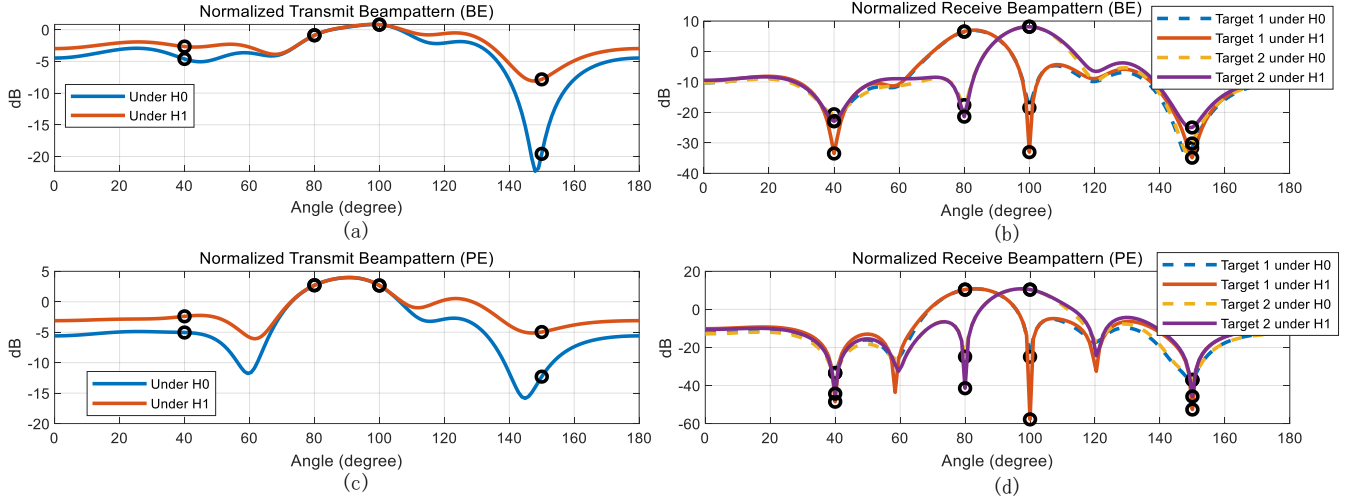 Normalized Transmit Beampattern (BE)
0
-5
-10
-15
-20
dB
Under H0
Under H1
0 20 40 60 80 100 120 140 160 180
Angle (degree)
(a)
Normalized Receive Beampattern (BE)
10
0
-10
-20
-30
-40
dB
Target 1 under H0
Target 1 under H1
Target 2 under H0
Target 2 under H1
0 20 40 60 80 100 120 140 160 180
Angle (degree)
(b)
Normalized Transmit Beampattern (PE)
5
0
-5
-10
-15
-20
dB
Under H0
Under H1
0 20 40 60 80 100 120 140 160 180
Angle (degree)
(c)
Normalized Receive Beampattern (PE)
20
0
-20
-40
-60
dB
Target 1 under H0
Target 1 under H1
Target 2 under H0
Target 2 under H1
0 20 40 60 80 100 120 140 160 180
Angle (degree)
(d)